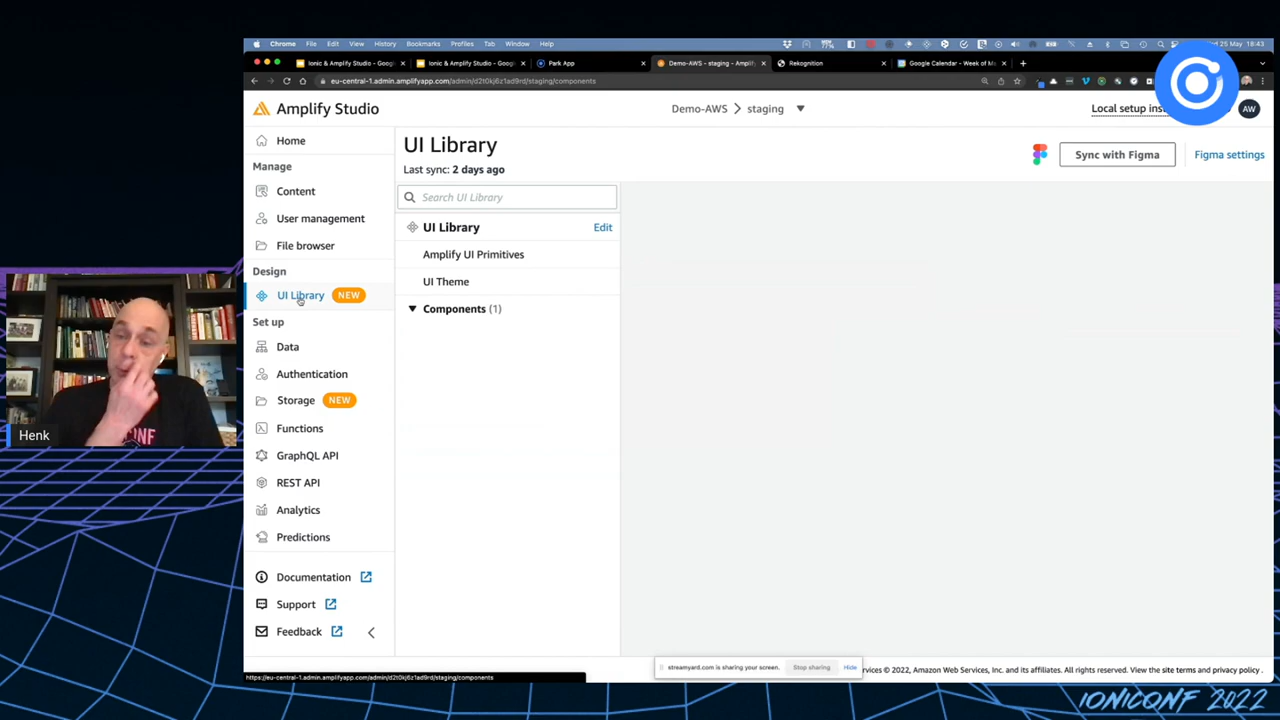 Chrome File Edit View History Bookmarks Profiles Tab Window Help
25 May 18:43
Ionic & Amplify Studio - Goog
Ionic & Amplify Studio - Goog
Park App
Demo-AWS - staging - Amplify
Rekognition
Google Calendar - Week of M
eu-central-1.admin.amplifyapp.com/admin/d2t0kj6z1ad9rd/staging/components
Amplify Studio
Demo-AWS > staging
Local setup
AW
Home
Manage
Content
User management
File browser
Design
UI Library NEW
Set up
Data
Authentication
Storage NEW
Functions
GraphQL API
REST API
Analytics
Predictions
Documentation
Support
Feedback
UI Library
Last sync: 2 days ago
Sync with Figma
Figma settings
Search UI Library
UI Library Edit
Amplify UI Primitives
UI Theme
Components (1)
Henk
streamyard.com is sharing your screen. Stop sharing Hide
© 2022, Amazon Web Services, Inc. and its affiliates. All rights reserved. View the site terms and privacy policy .
https://eu-central-1.admin.amplifyapp.com/admin/d2t0kj6z1ad9rd/staging/components
IONICONF 2022